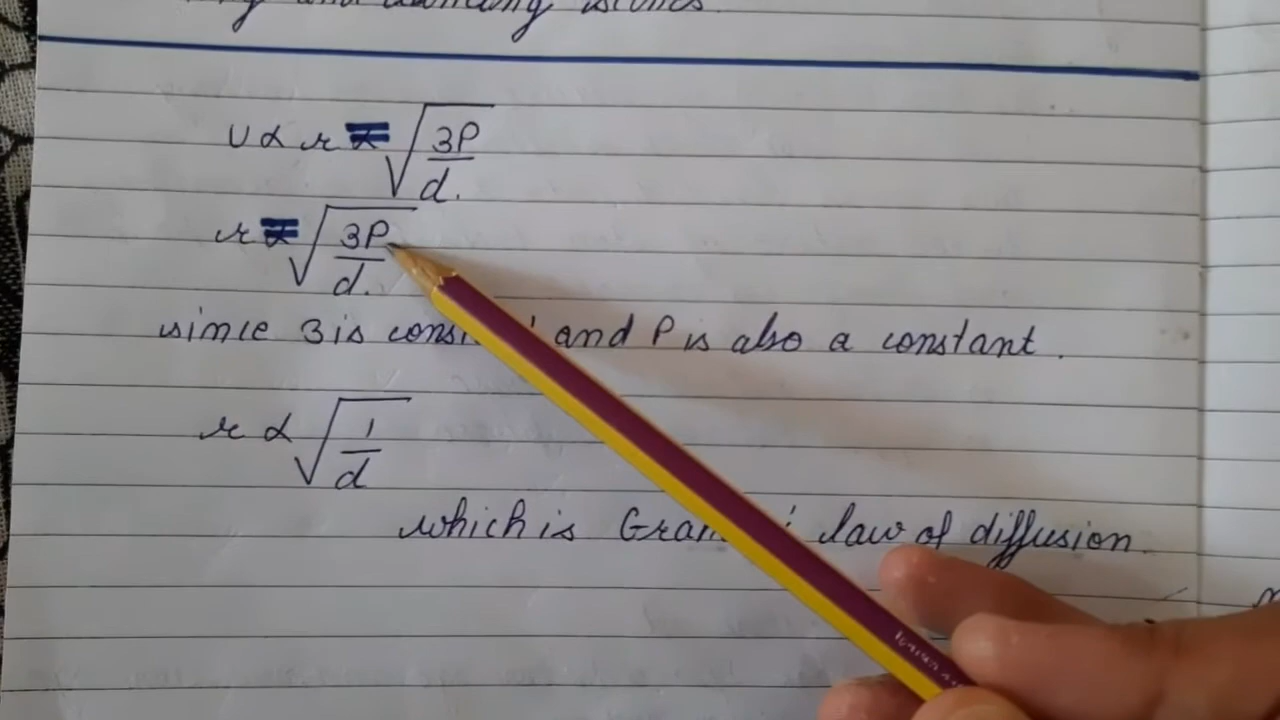 υ α r = √3P/d.
r = √3P/d.
since 3 is and P is also a constant.
r α √1/d
which is law of diffusion.